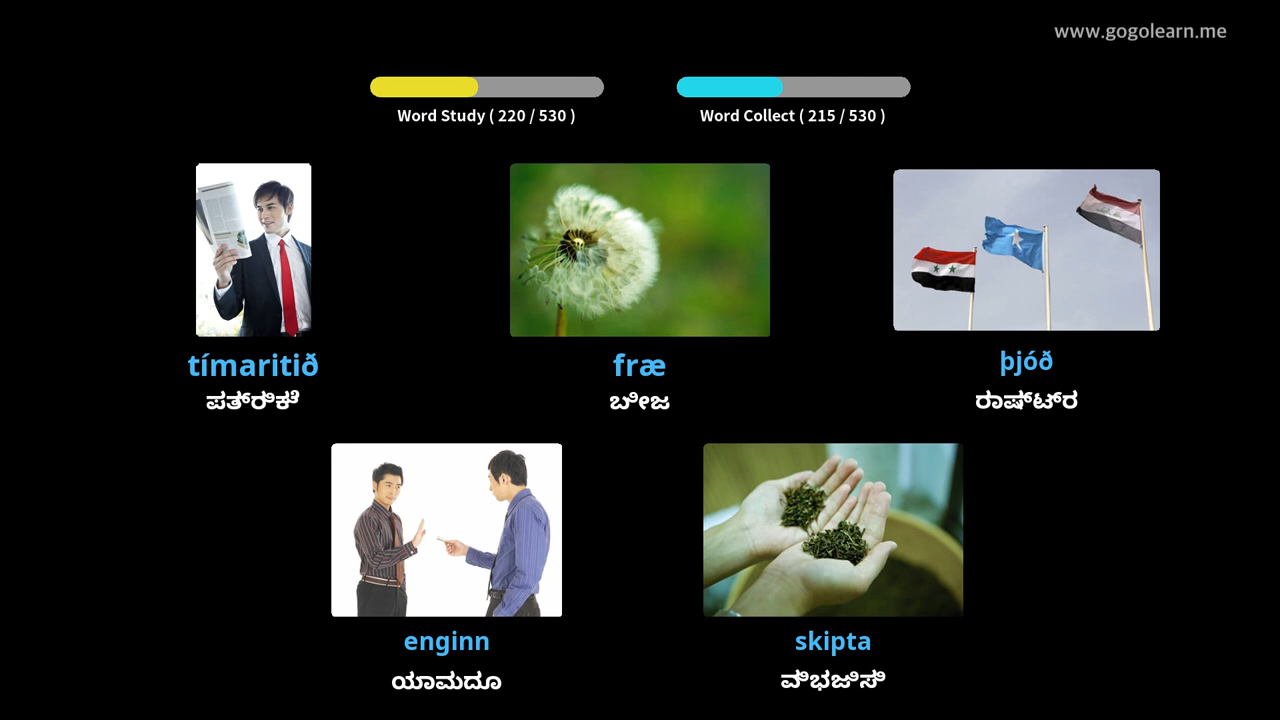 www.gogolearn.me
Word Study ( 220 / 530 )
Word Collect ( 215 / 530 )
tímaritið
ಪತ್ರಿಕೆ
fræ
ಬೀಜ
þjóð
ರಾಷ್ಟ್ರ
enginn
ಯಾಮದೂ
skipta
ವಿಭಜಿಸಿ